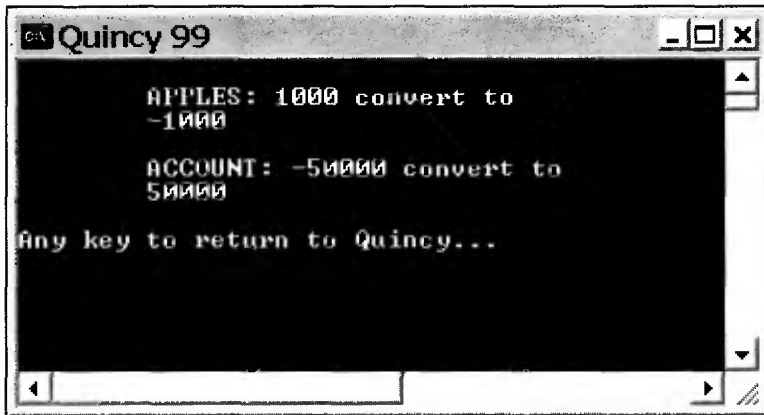 Quincy 99
APPLES: 1000 convert to
-1000
ACCOUNT: -50000 convert to
50000
Any key to return to Quincy...